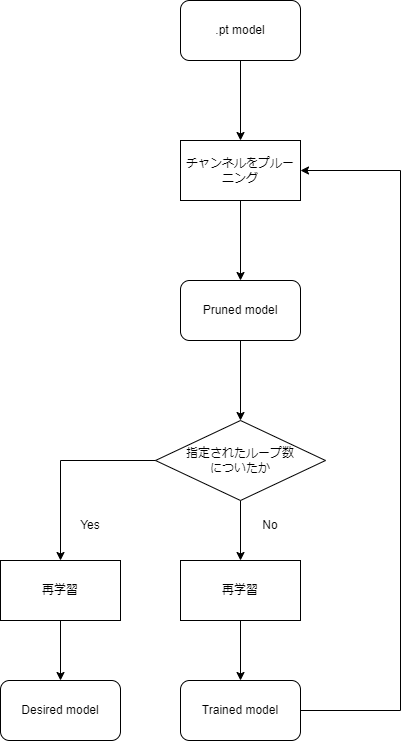 .pt model
チャンネルをプルー
ニング
Pruned model
指定されたループ数
についたか
Yes
No
再学習
再学習
Desired model
Trained model